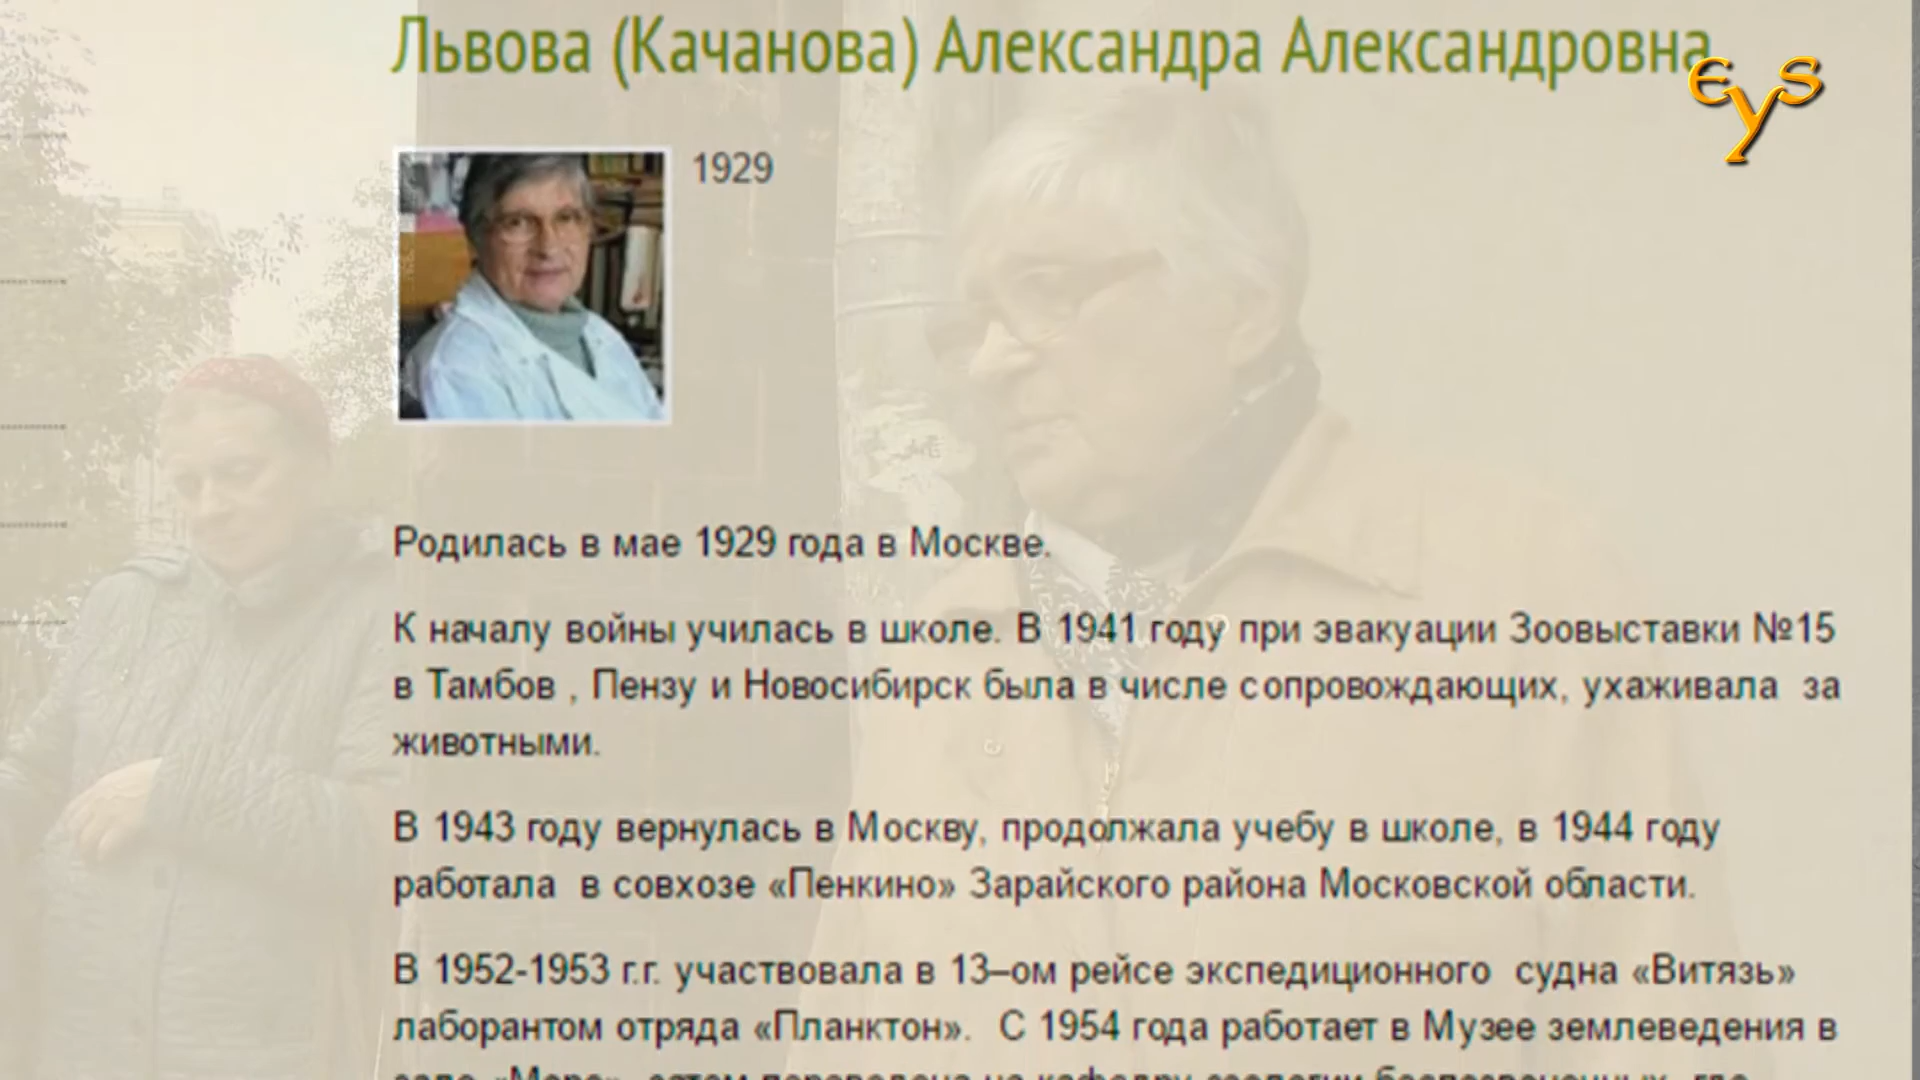 Львова (Качанова) Александра Александровна
eys
1929
Родилась в мае 1929 года в Москве.
К началу войны училась в школе. В 1941 году при эвакуации Зоовыставки №15
в Тамбов , Пензу и Новосибирск была в числе сопровождающих, ухаживала за
животными.
В 1943 году вернулась в Москву, продолжала учебу в школе, в 1944 году
работала в совхозе «Пенкино» Зарайского района Московской области.
В 1952-1953 г.г. участвовала в 13–ом рейсе экспедиционного судна «Витязь»
лаборантом отряда «Планктон». С 1954 года работает в Музее землеведения в